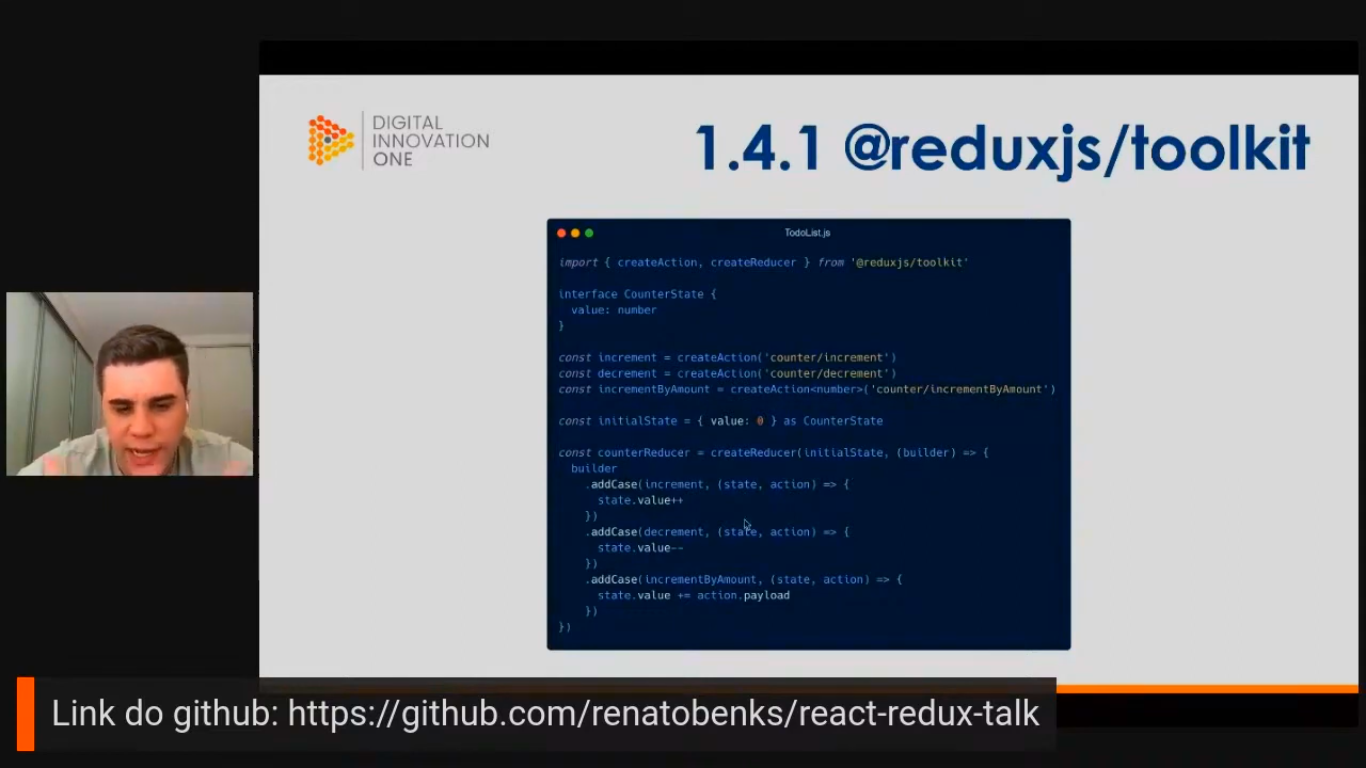 DIGITAL
INNOVATION
ONE
1.4.1 @reduxjs/toolkit
TodoList.js
import { createAction, createReducer } from '@reduxjs/toolkit'
interface CounterState {
value: number
}
const increment = createAction('counter/increment')
const decrement = createAction('counter/decrement')
const incrementByAmount = createAction<number>('counter/incrementByAmount')
const initialState = { value: 0 } as CounterState
const counterReducer = createReducer(initialState, (builder) => {
builder
.addCase(increment, (state, action) => {
state.value++
})
.addCase(decrement, (state, action) => {
state.value--
})
.addCase(incrementByAmount, (state, action) => {
state.value += action.payload
})
})
Link do github: https://github.com/renatobenks/react-redux-talk